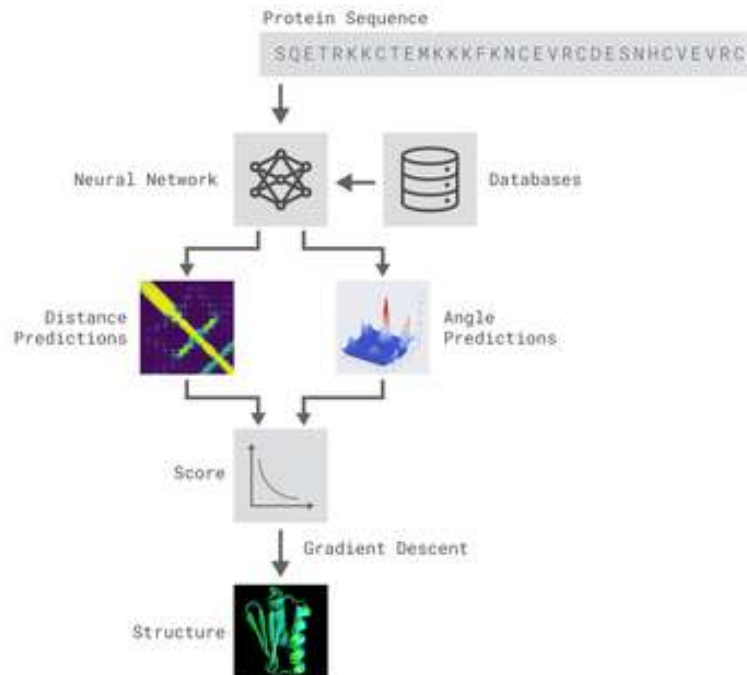 Protein Sequence
SQETRKKCTEMKKKFKNCEVRCDESNHCVEVRC
Neural Network
Databases
Distance
Predictions
Angle
Predictions
Score
Gradient Descent
Structure